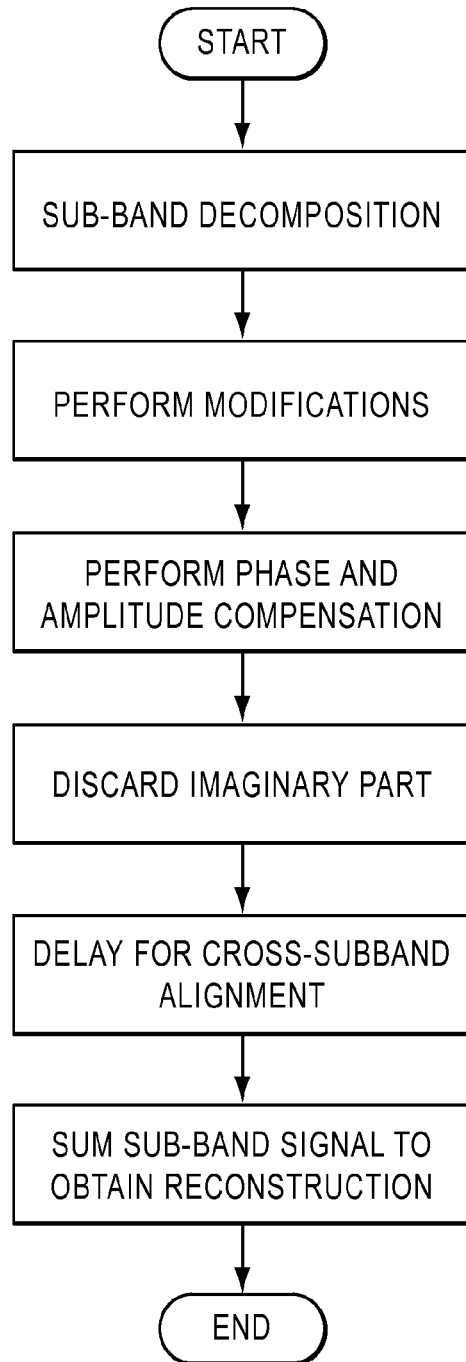 START
SUB-BAND DECOMPOSITION
PERFORM MODIFICATIONS
PERFORM PHASE AND
AMPLITUDE COMPENSATION
DISCARD IMAGINARY PART
DELAY FOR CROSS-SUBBAND
ALIGNMENT
SUM SUB-BAND SIGNAL TO
OBTAIN RECONSTRUCTION
END